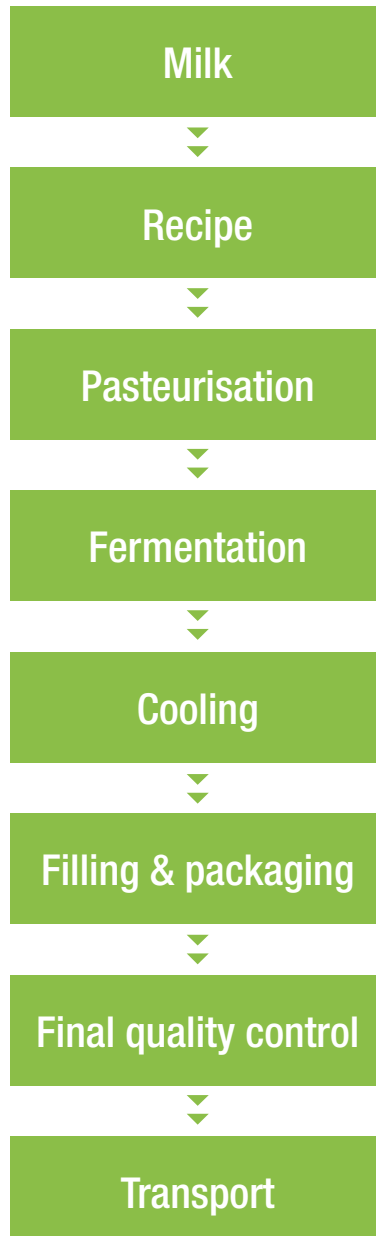 Milk
Recipe
Pasteurisation
Fermentation
Cooling
Filling & packaging
Final quality control
Transport